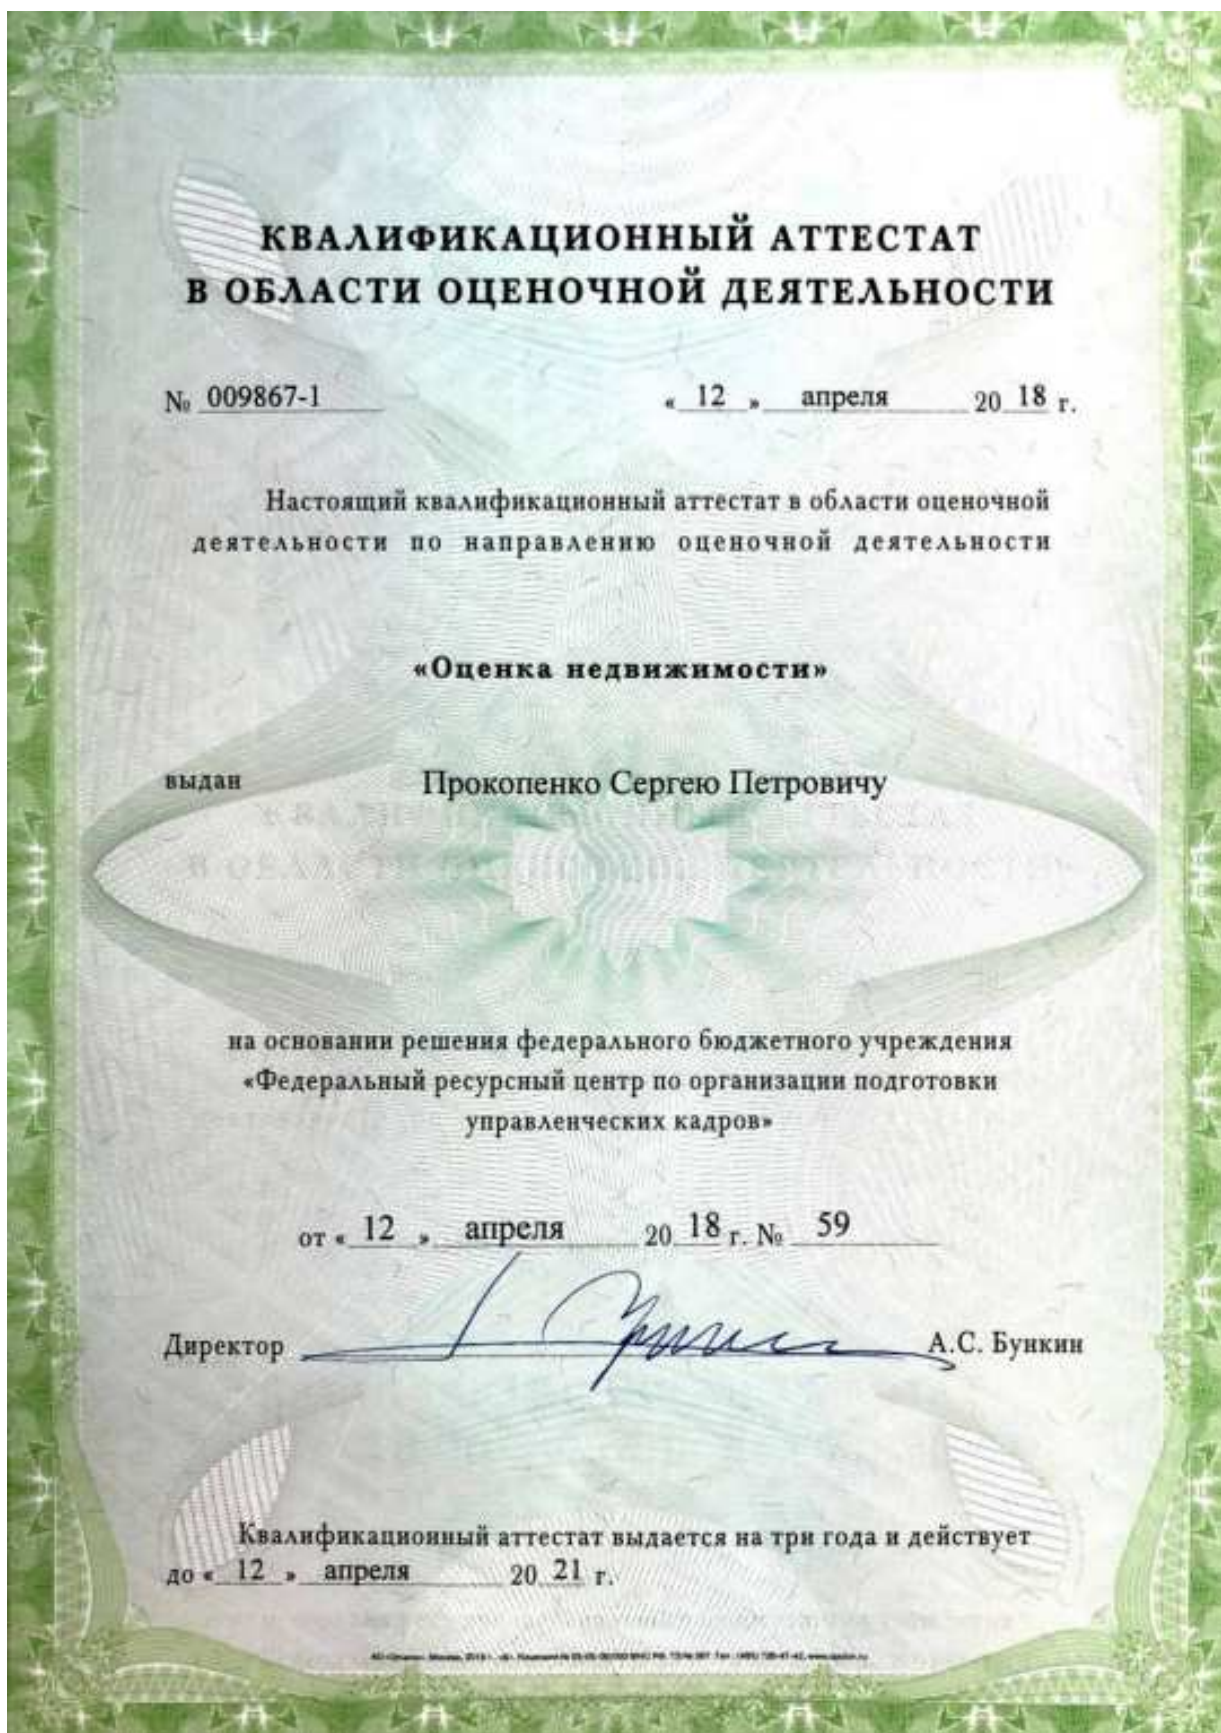 КВАЛИФИКАЦИОННЫЙ АТТЕСТАТ
В ОБЛАСТИ ОЦЕНОЧНОЙ ДЕЯТЕЛЬНОСТИ
№ 009867-1 « 12 » апреля 20 18 г.
Настоящий квалификационный аттестат в области оценочной
деятельности по направлению оценочной деятельности
«Оценка недвижимости»
выдан Прокопенко Сергею Петровичу
на основании решения федерального бюджетного учреждения
«Федеральный ресурсный центр по организации подготовки
управленческих кадров»
от « 12 » апреля 20 18 г. № 59
Директор А.С. Бункин
Квалификационный аттестат выдается на три года и действует
до « 12 » апреля 20 21 г.